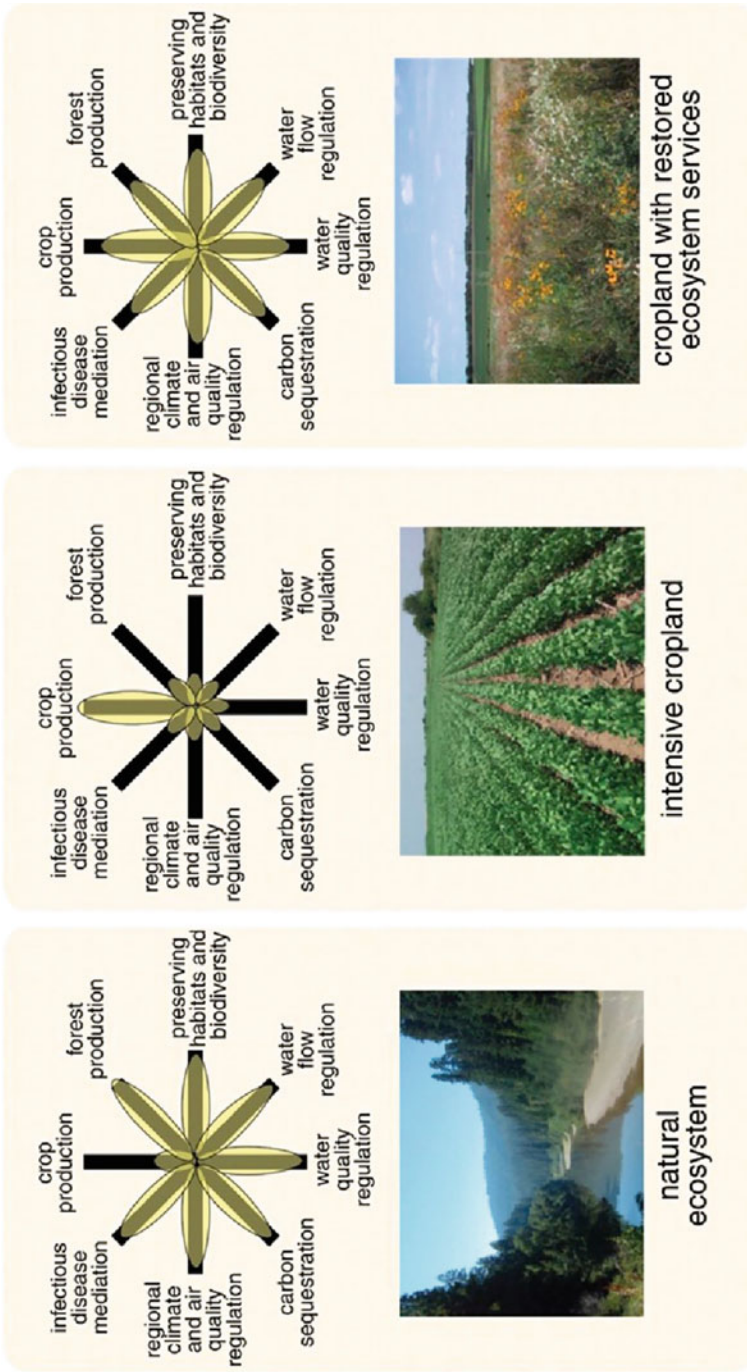 infectious
disease
mediation
crop
production
forest
production
regional
climate
and air
quality
regulation
preserving
habitats and
biodiversity
carbon
sequestration
water
quality
regulation
water
flow
regulation
natural
ecosystem
infectious
disease
mediation
crop
production
forest
production
regional
climate
and air
quality
regulation
preserving
habitats and
biodiversity
carbon
sequestration
water
quality
regulation
water
flow
regulation
intensive cropland
infectious
disease
mediation
crop
production
forest
production
regional
climate
and air
quality
regulation
preserving
habitats and
biodiversity
carbon
sequestration
water
quality
regulation
water
flow
regulation
cropland with restored
ecosystem services